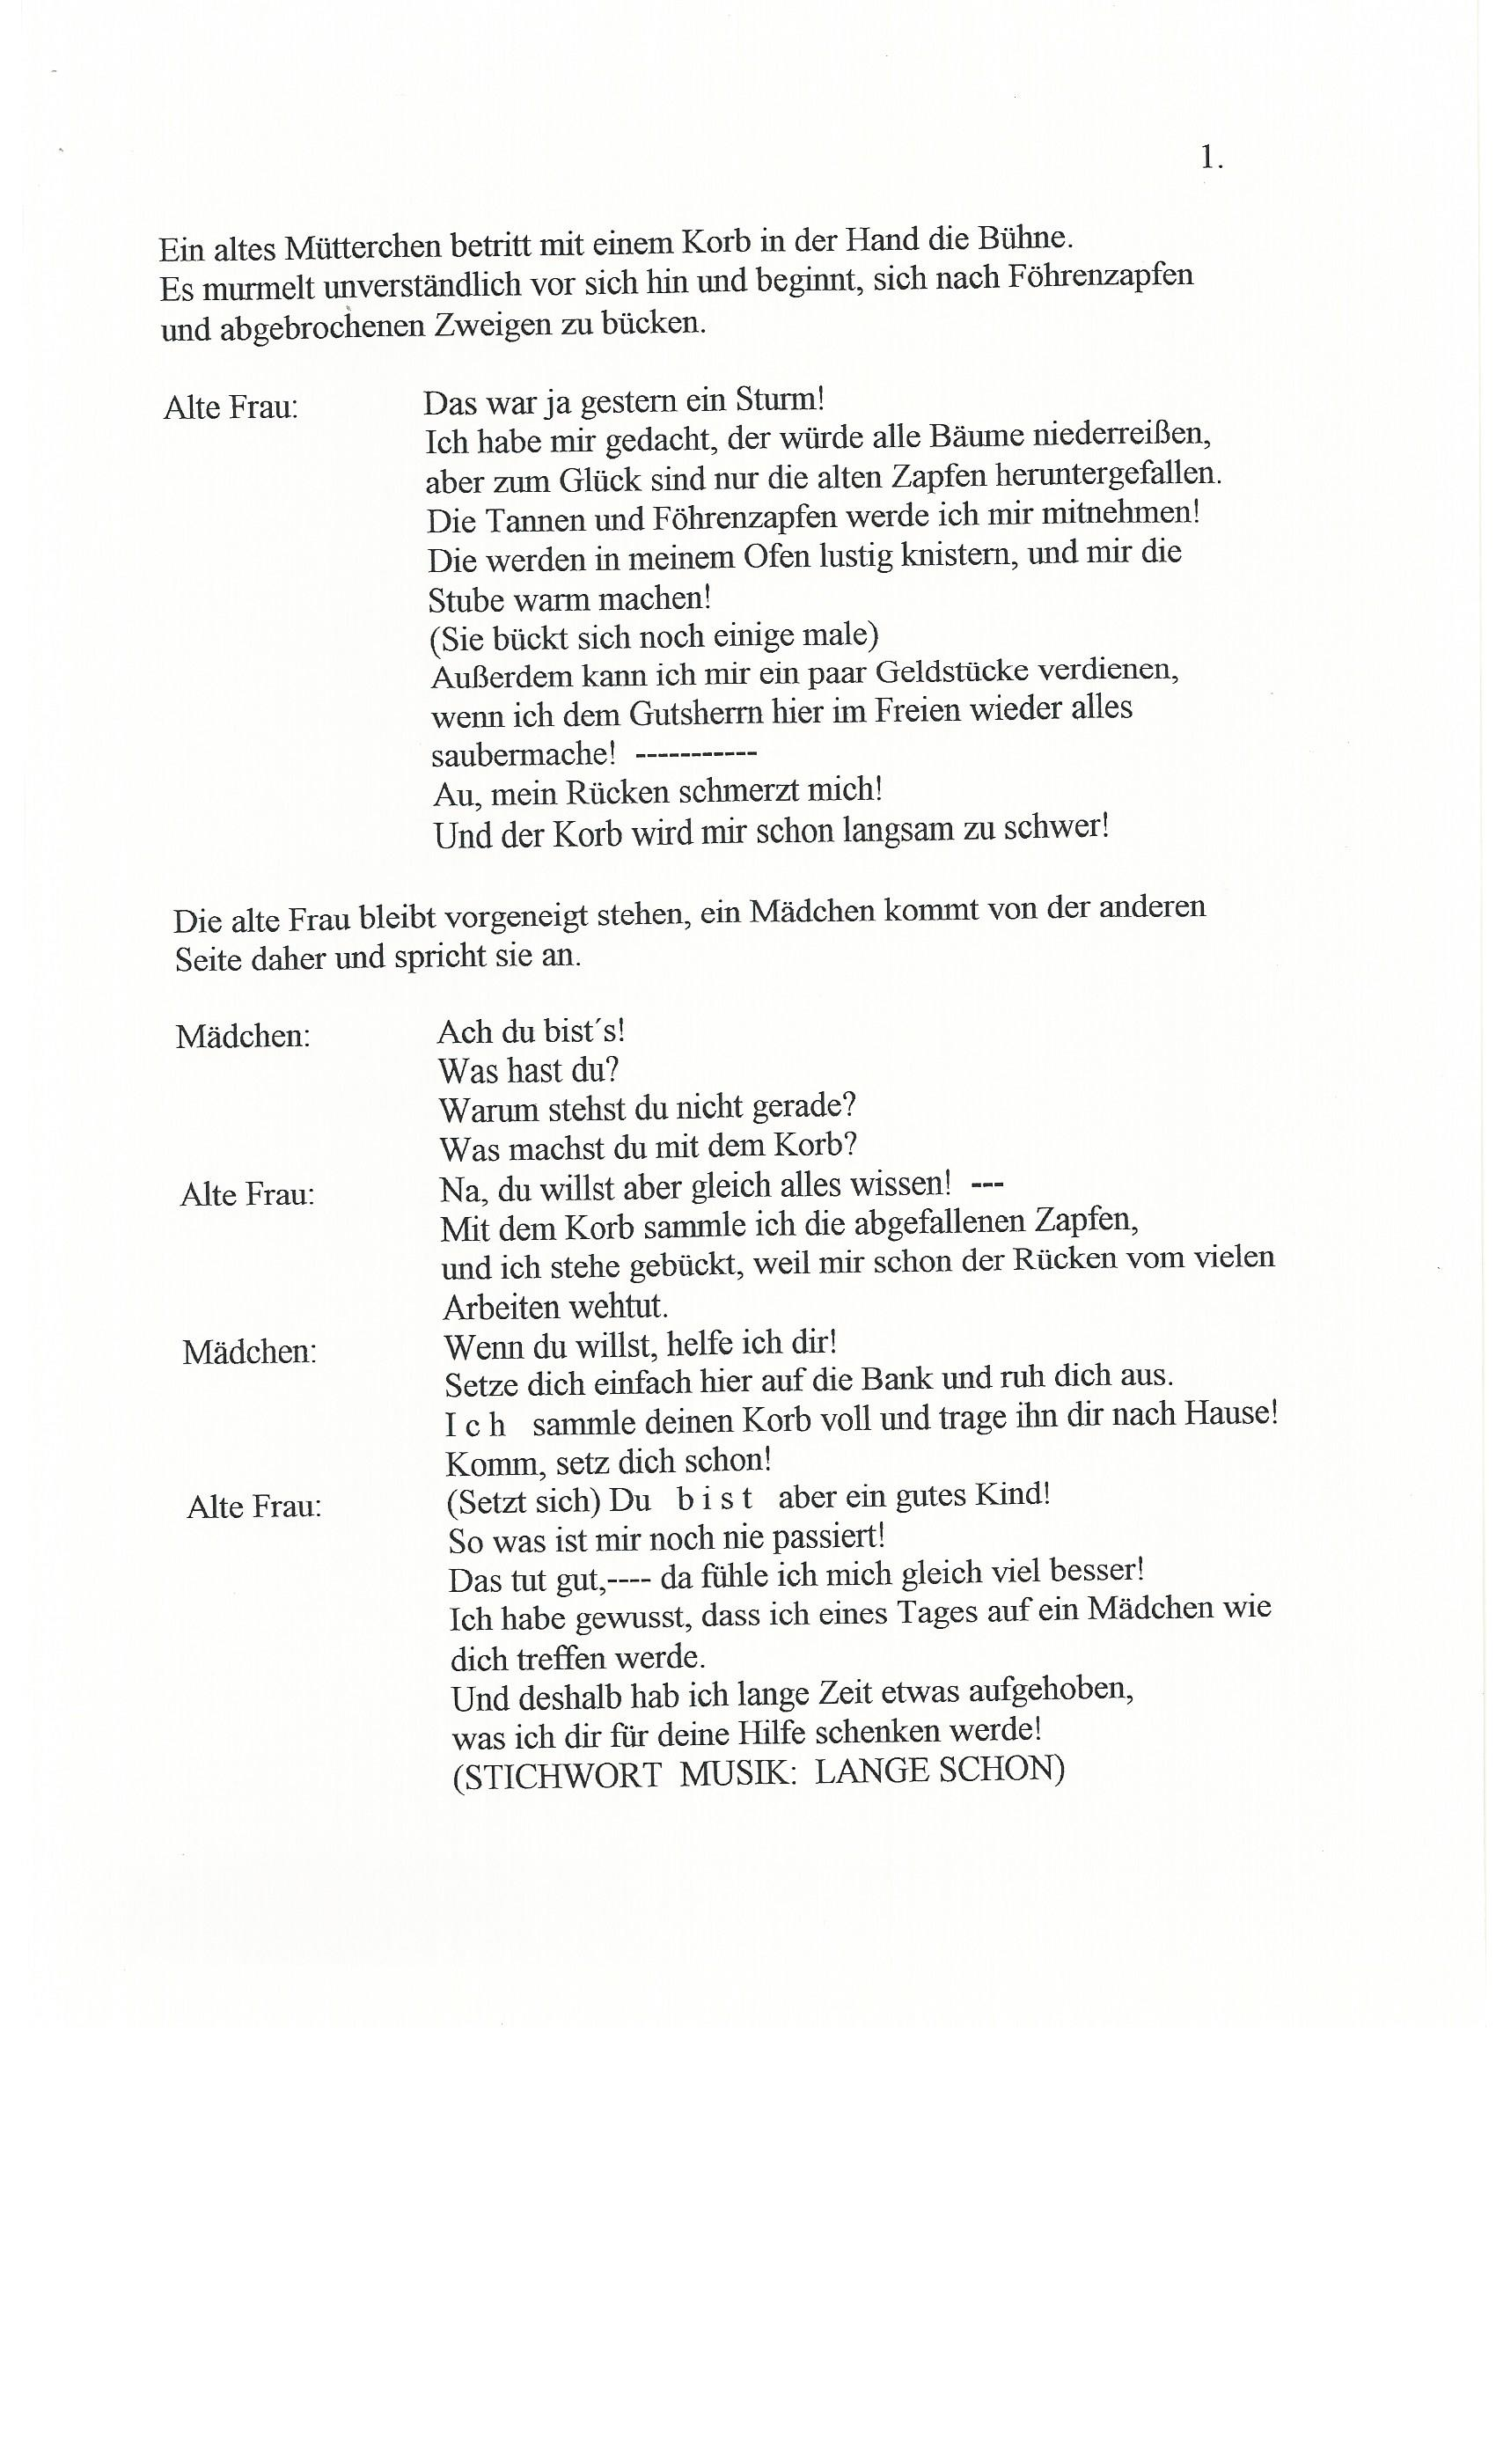 1.
Ein altes Mütterchen betritt mit einem Korb in der Hand die Bühne.
Es murmelt unverständlich vor sich hin und beginnt, sich nach Föhrenzapfen
und abgebrochenen Zweigen zu bücken.
Alte Frau: Das war ja gestern ein Sturm!
Ich habe mir gedacht, der würde alle Bäume niederreißen,
aber zum Glück sind nur die alten Zapfen heruntergefallen.
Die Tannen und Föhrenzapfen werde ich mir mitnehmen!
Die werden in meinem Ofen lustig knistern, und mir die
Stube warm machen!
(Sie bückt sich noch einige male)
Außerdem kann ich mir ein paar Geldstücke verdienen,
wenn ich dem Gutsherrn hier im Freien wieder alles
saubermache! -----------
Au, mein Rücken schmerzt mich!
Und der Korb wird mir schon langsam zu schwer!
Die alte Frau bleibt vorgeneigt stehen, ein Mädchen kommt von der anderen
Seite daher und spricht sie an.
Mädchen: Ach du bist´s!
Was hast du?
Warum stehst du nicht gerade?
Was machst du mit dem Korb?
Alte Frau: Na, du willst aber gleich alles wissen! ---
Mit dem Korb sammle ich die abgefallenen Zapfen,
und ich stehe gebückt, weil mir schon der Rücken vom vielen
Arbeiten wehtut.
Mädchen: Wenn du willst, helfe ich dir!
Setze dich einfach hier auf die Bank und ruh dich aus.
I c h sammle deinen Korb voll und trage ihn dir nach Hause!
Komm, setz dich schon!
Alte Frau: (Setzt sich) Du b i s t aber ein gutes Kind!
So was ist mir noch nie passiert!
Das tut gut,---- da fühle ich mich gleich viel besser!
Ich habe gewusst, dass ich eines Tages auf ein Mädchen wie
dich treffen werde.
Und deshalb hab ich lange Zeit etwas aufgehoben,
was ich dir für deine Hilfe schenken werde!
(STICHWORT MUSIK: LANGE SCHON)